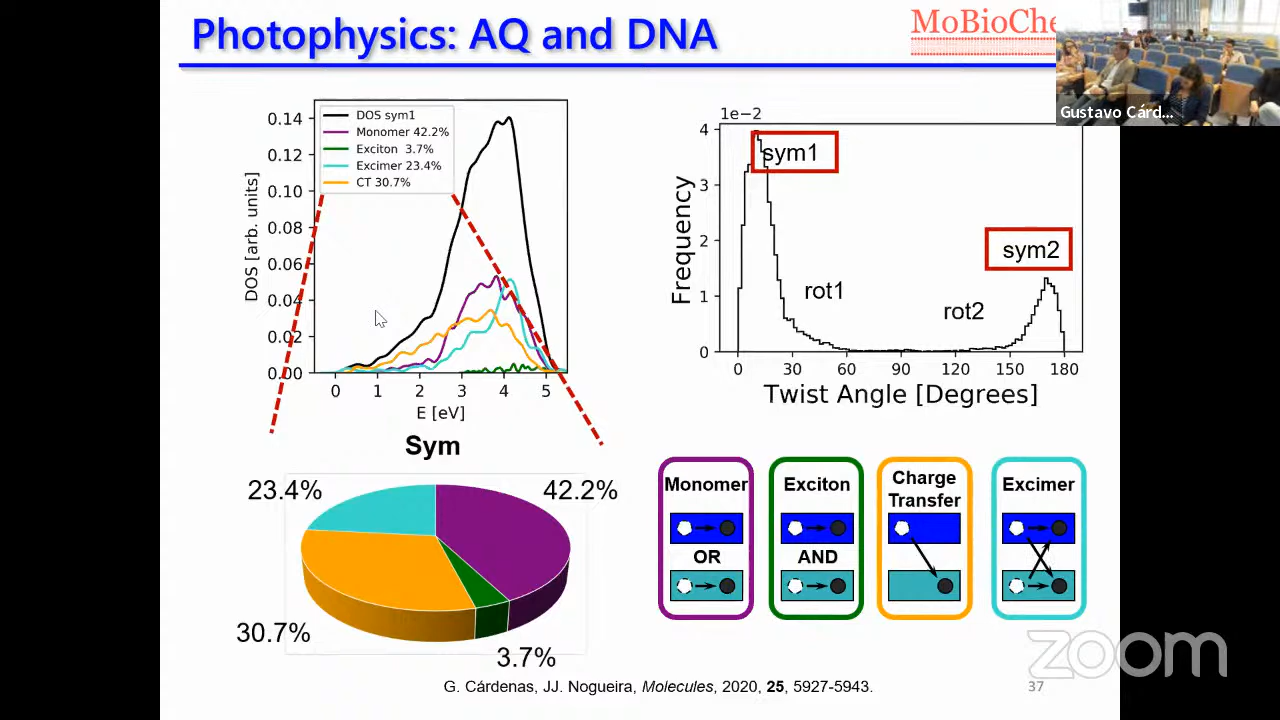 Photophysics: AQ and DNA
MoBioChe
Gustavo Cárd...
DOS sym1
Monomer 42.2%
Exciton 3.7%
Excimer 23.4%
CT 30.7%
0.14
0.12
0.10
0.08
0.06
0.04
0.02
0.00
DOS [arb. units]
0 1 2 3 4 5
E [eV]
1e-2
sym1
sym2
rot1
rot2
4
3
2
1
0
Frequency
0 30 60 90 120 150 180
Twist Angle [Degrees]
Sym
23.4%
42.2%
30.7%
3.7%
Monomer
OR
Exciton
AND
Charge
Transfer
Excimer
zoom
G. Cárdenas, JJ. Nogueira, Molecules, 2020, 25, 5927-5943.
37